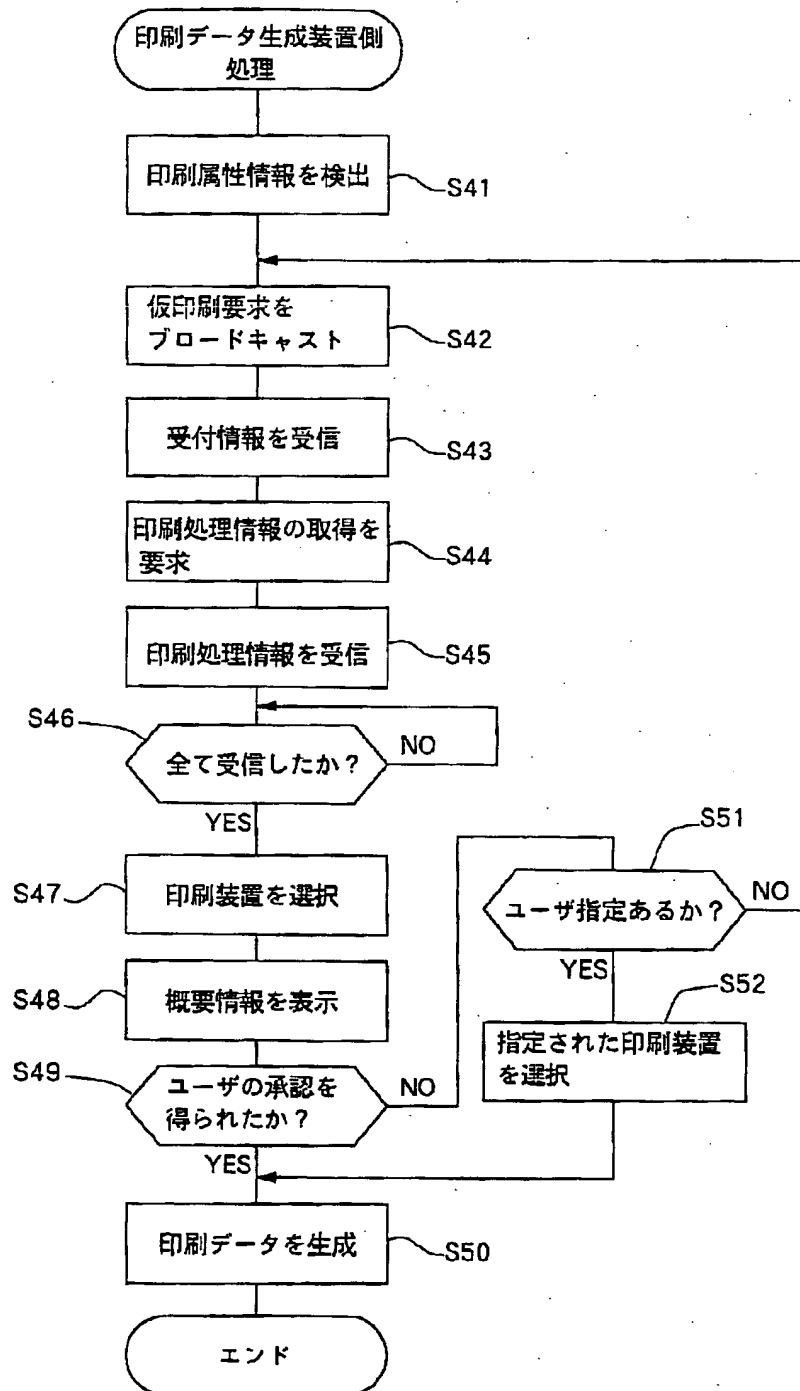 印刷データ生成装置側
処理
印刷属性情報を検出
S41
仮印刷要求を
ブロードキャスト
S42
受付情報を受信
S43
印刷処理情報の取得を
要求
S44
印刷処理情報を受信
S45
S46
全て受信したか？
NO
YES
S47
印刷装置を選択
S48
概要情報を表示
S49
ユーザの承認を
得られたか？
NO
YES
S51
ユーザ指定あるか？
NO
YES
S52
指定された印刷装置
を選択
印刷データを生成
S50
エンド